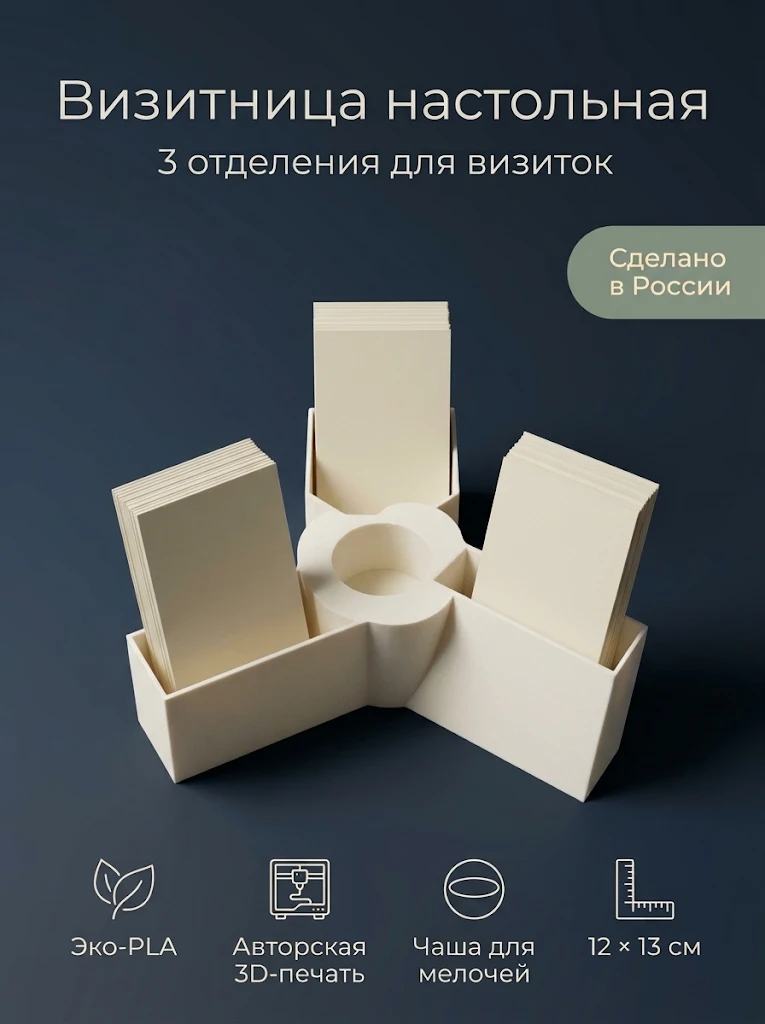 Визитница настольная
3 отделения для визиток
Сделано
в России
Эко-PLA
Авторская
3D-печать
Чаша для
мелочей
12 × 13 см